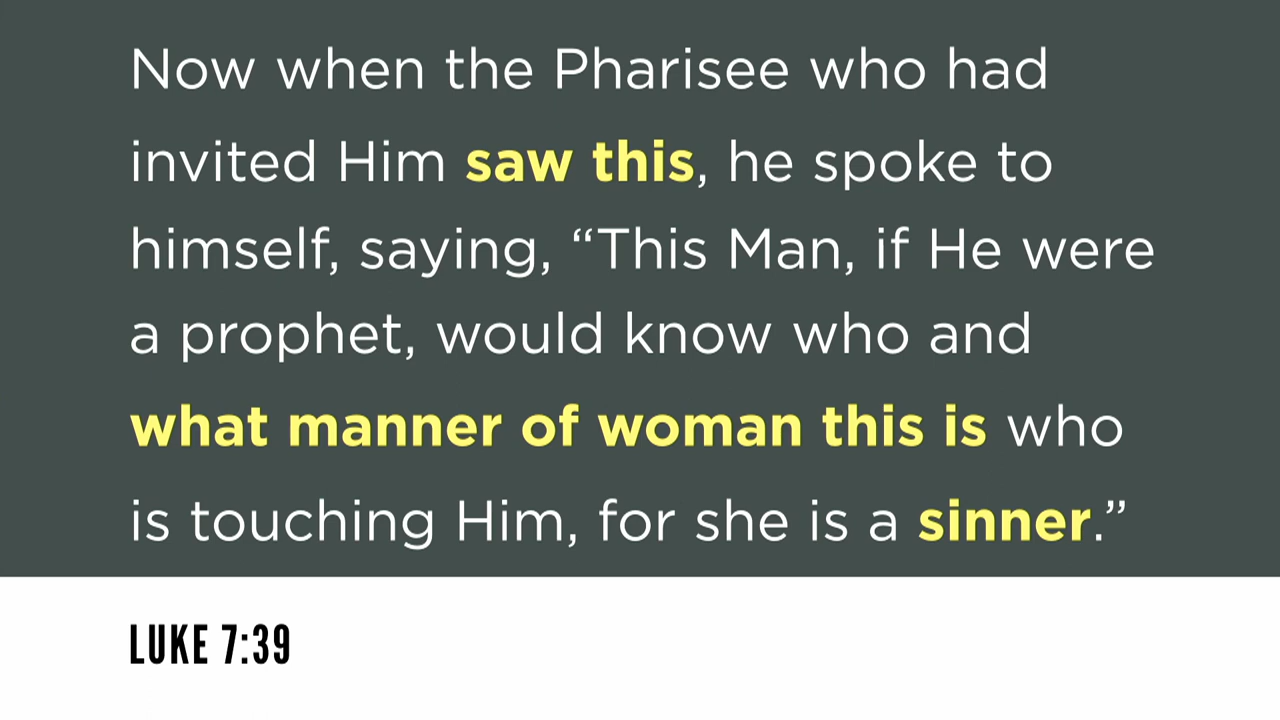 Now when the Pharisee who had
invited Him saw this, he spoke to
himself, saying, “This Man, if He were
a prophet, would know who and
what manner of woman this is who
is touching Him, for she is a sinner.”
LUKE 7:39